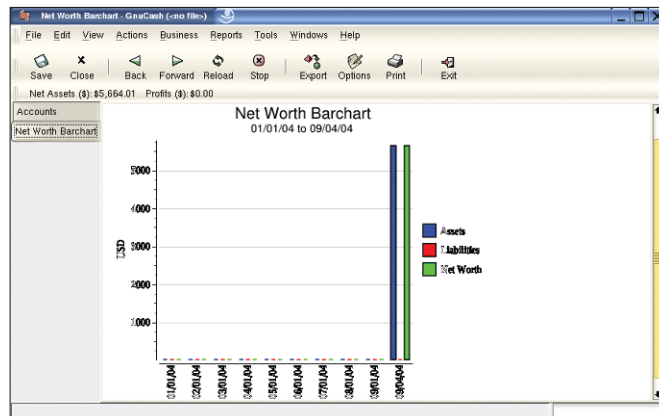 Net Worth Barchart - GnuCash (<no file>)
File Edit View Actions Business Reports Tools Windows Help
Save Close Back Forward Reload Stop Export Options Print Exit
Net Assets ($): $5,664.01 Profits ($): $0.00
Accounts
Net Worth Barchart
Net Worth Barchart
01/01/04 to 09/04/04
5000
4000
3000
2000
1000
USD
Assets
Liabilities
Net Worth
01/01/04
02/01/04
03/01/04
04/01/04
05/01/04
06/01/04
07/01/04
08/01/04
09/01/04
09/04/04